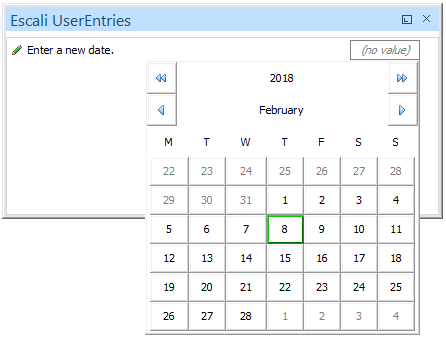 Escali UserEntries
Enter a new date. (no value)
2018
February
M T W T F S S
22 23 24 25 26 27 28
29 30 31 1 2 3 4
5 6 7 8 9 10 11
12 13 14 15 16 17 18
19 20 21 22 23 24 25
26 27 28 1 2 3 4